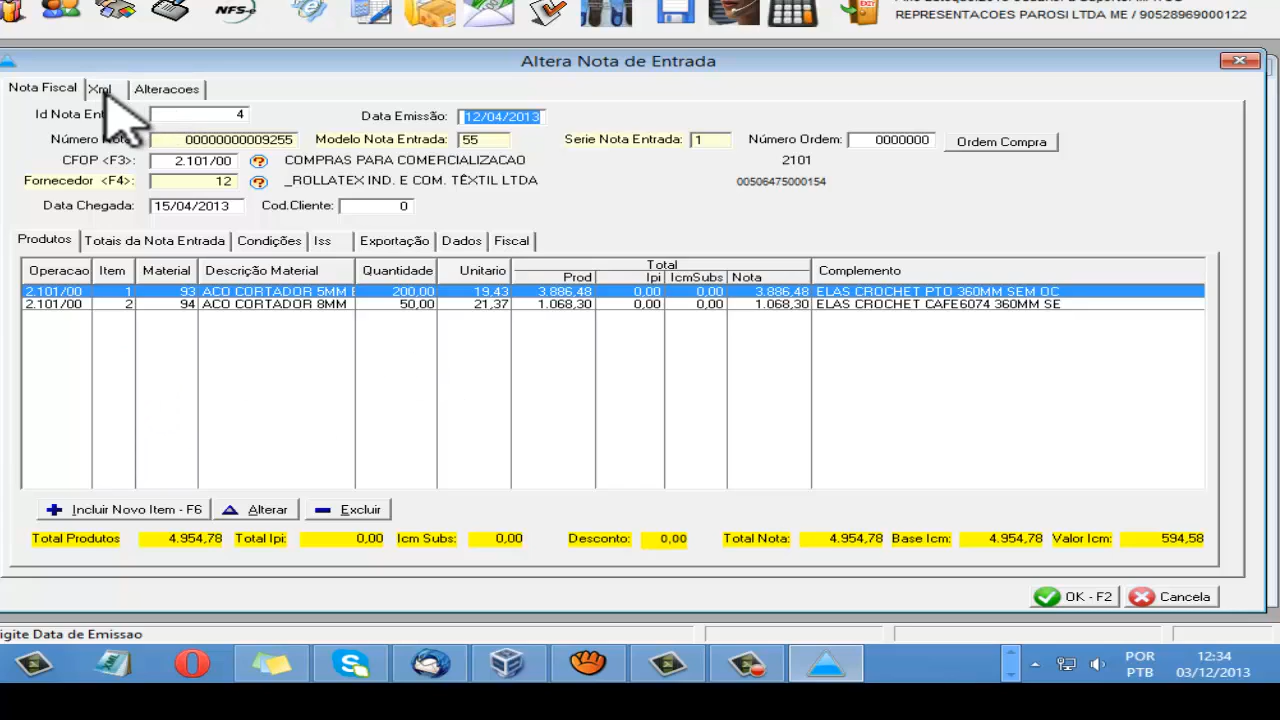 NFS-e
REPRESENTACOES PAROSI LTDA ME / 90528969000122
Altera Nota de Entrada
Nota Fiscal Xml Alteracoes
Id Nota Ent 4 Data Emissão: 12/04/2013
Número Nota: 00000000009255 Modelo Nota Entrada: 55 Serie Nota Entrada: 1 Número Ordem: 0000000 Ordem Compra
CFOP <F3>: 2.101/00 COMPRAS PARA COMERCIALIZACAO 2101
Fornecedor <F4>: 12 _ROLLATEX IND. E COM. TÊXTIL LTDA 00506475000154
Data Chegada: 15/04/2013 Cod.Cliente: 0
Produtos Totais da Nota Entrada Condições Iss Exportação Dados Fiscal
Operacao Item Material Descrição Material Quantidade Unitario Total Complemento
Prod Ipi IcmSubs Nota
2.101/00 1 93 ACO CORTADOR 5MM E 200,00 19,43 3.886,48 0,00 0,00 3.886,48 ELAS CROCHET PTO 360MM SEM OC
2.101/00 2 94 ACO CORTADOR 8MM 50,00 21,37 1.068,30 0,00 0,00 1.068,30 ELAS CROCHET CAFE6074 360MM SE
Incluir Novo Item - F6 Alterar Excluir
Total Produtos 4.954,78 Total Ipi: 0,00 Icm Subs: 0,00 Desconto: 0,00 Total Nota: 4.954,78 Base Icm: 4.954,78 Valor Icm: 594,58
OK - F2 Cancela
igite Data de Emissao
POR 12:34
PTB 03/12/2013